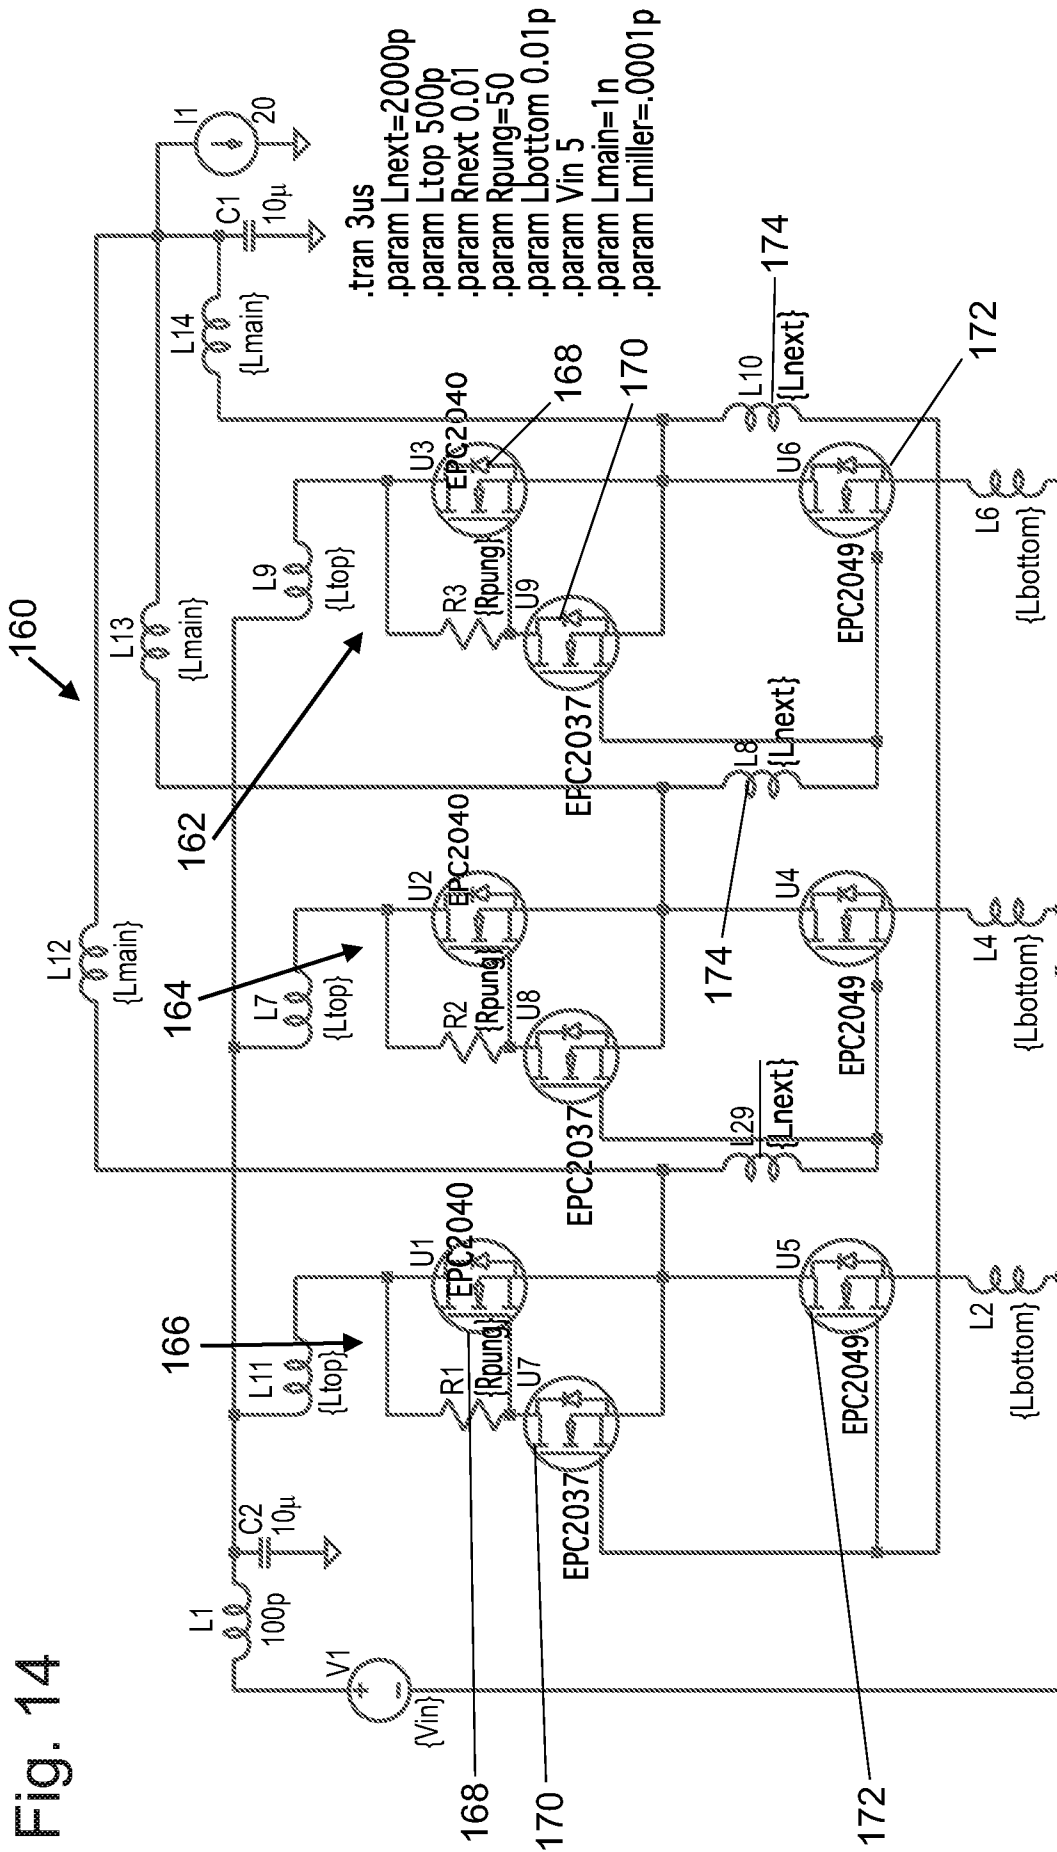 Fig. 14
160
L12
{Lmain}
L13
{Lmain}
L14
{Lmain}
I1
20
C1
10µ
.tran 3us
.param Lnext=2000p
.param Ltop 500p
.param Rnext 0.01
.param Rpung=50
.param Lbottom 0.01p
.param Vin 5
.param Lmain=1n
.param Lmiller=.0001p
L1
100p
C2
10µ
V1
{Vin}
166
L11
{Ltop}
164
L7
{Ltop}
162
L9
{Ltop}
R1
{Rpung}
U1
EPC2040
U7
EPC2037
168
170
R2
{Rpung}
U2
EPC2040
U8
EPC2037
R3
{Rpung}
U3
EPC2040
U9
EPC2037
168
170
L29
{Lnext}
174
L8
{Lnext}
L10
{Lnext}
174
U5
EPC2049
172
U4
EPC2049
U6
EPC2049
172
L2
{Lbottom}
L4
{Lbottom}
L6
{Lbottom}